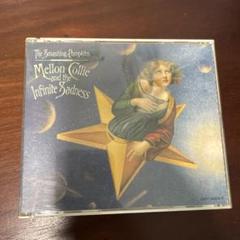 The Smashing Pumpkins
Mellon Collie
and the
Infinite Sadness